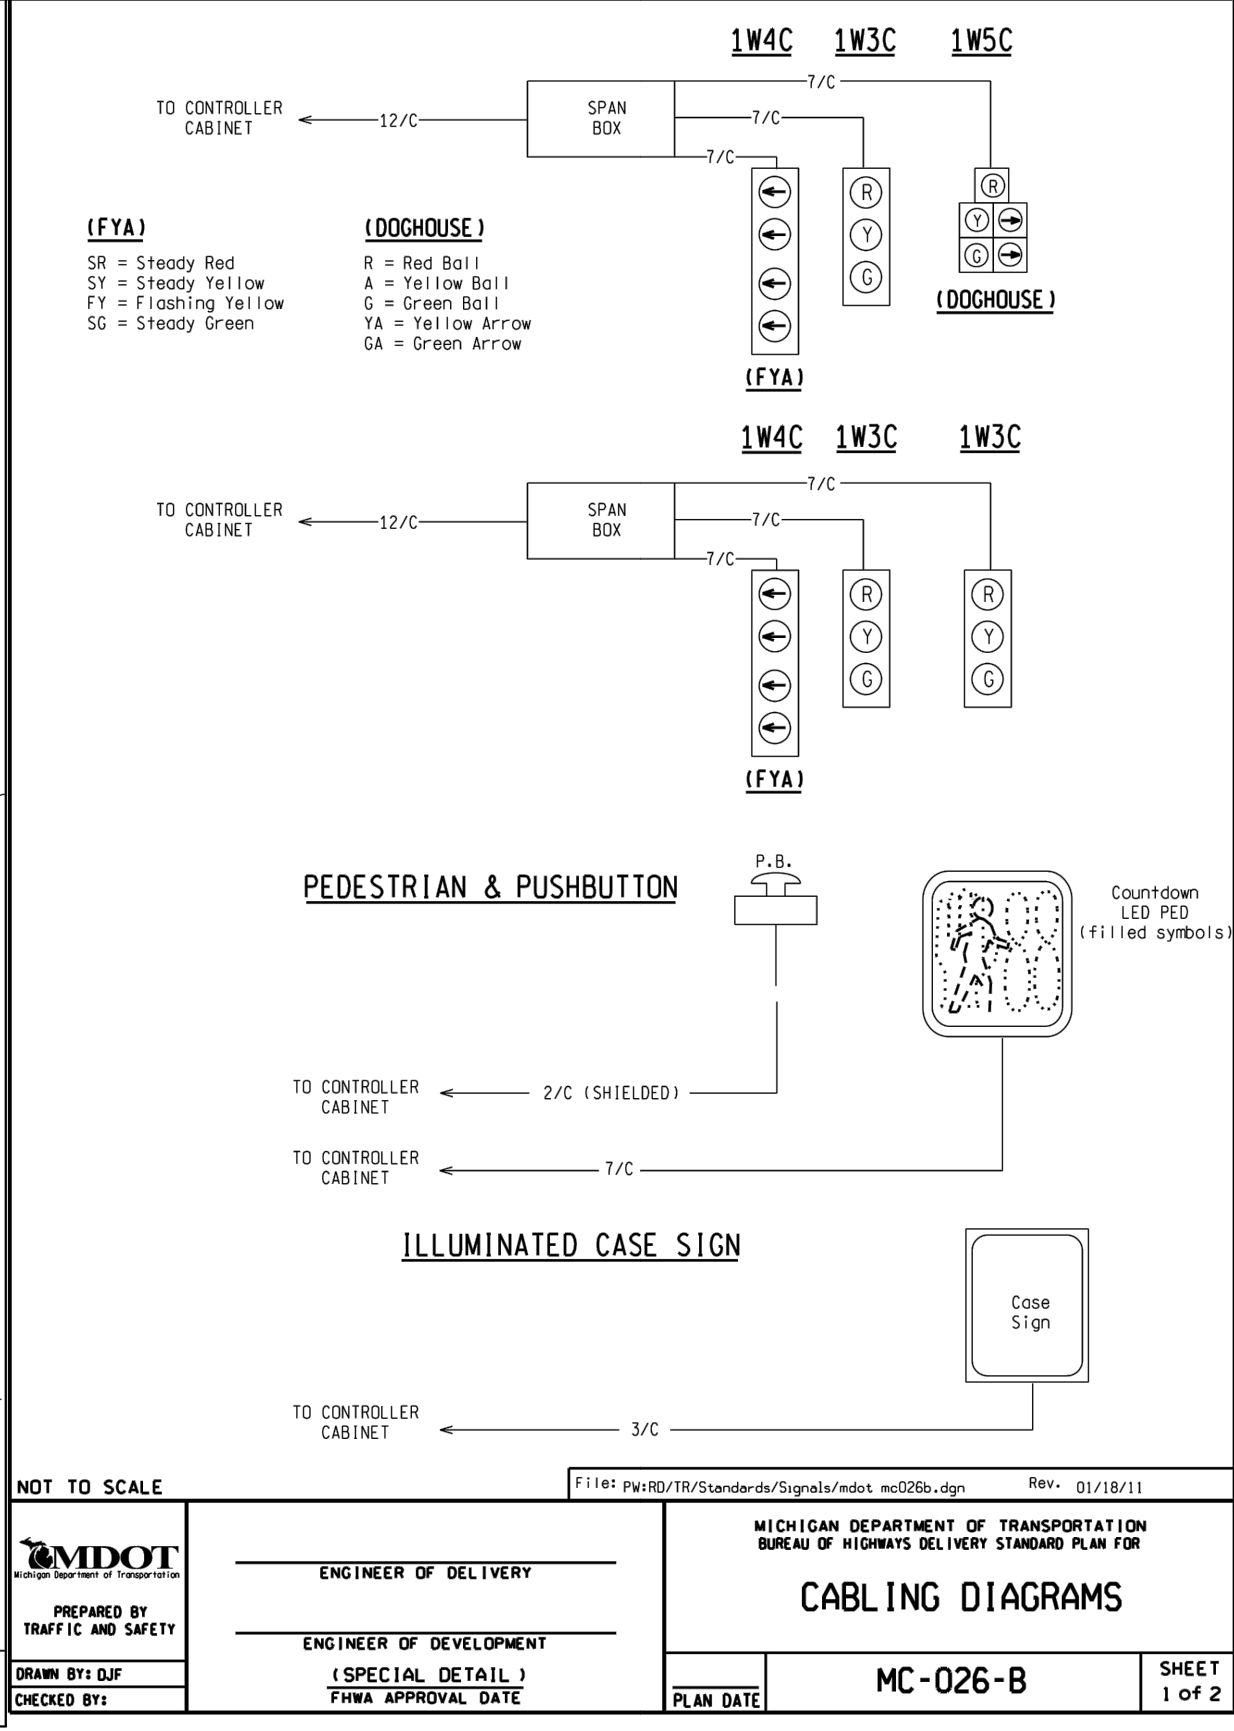 1W4C 1W3C 1W5C
7/C
TO CONTROLLER
CABINET
12/C
SPAN
BOX
7/C
7/C
R
Y
G
R
Y
G
(FYA)
SR = Steady Red
SY = Steady Yellow
FY = Flashing Yellow
SG = Steady Green
(DOGHOUSE)
R = Red Ball
A = Yellow Ball
G = Green Ball
YA = Yellow Arrow
GA = Green Arrow
(DOGHOUSE)
(FYA)
1W4C 1W3C 1W3C
7/C
TO CONTROLLER
CABINET
12/C
SPAN
BOX
7/C
7/C
R
Y
G
R
Y
G
(FYA)
PEDESTRIAN & PUSHBUTTON
P.B.
Countdown
LED PED
(filled symbols)
TO CONTROLLER
CABINET
2/C (SHIELDED)
TO CONTROLLER
CABINET
7/C
ILLUMINATED CASE SIGN
Case
Sign
TO CONTROLLER
CABINET
3/C
NOT TO SCALE
File: PW:RD/TR/Standards/Signals/mdot mc026b.dgn Rev. 01/18/11
MDOT
Michigan Department of Transportation
PREPARED BY
TRAFFIC AND SAFETY
DRAWN BY: DJF
CHECKED BY:
ENGINEER OF DELIVERY
ENGINEER OF DEVELOPMENT
(SPECIAL DETAIL)
FHWA APPROVAL DATE
MICHIGAN DEPARTMENT OF TRANSPORTATION
BUREAU OF HIGHWAYS DELIVERY STANDARD PLAN FOR
CABLING DIAGRAMS
PLAN DATE
MC-026-B
SHEET
1 of 2